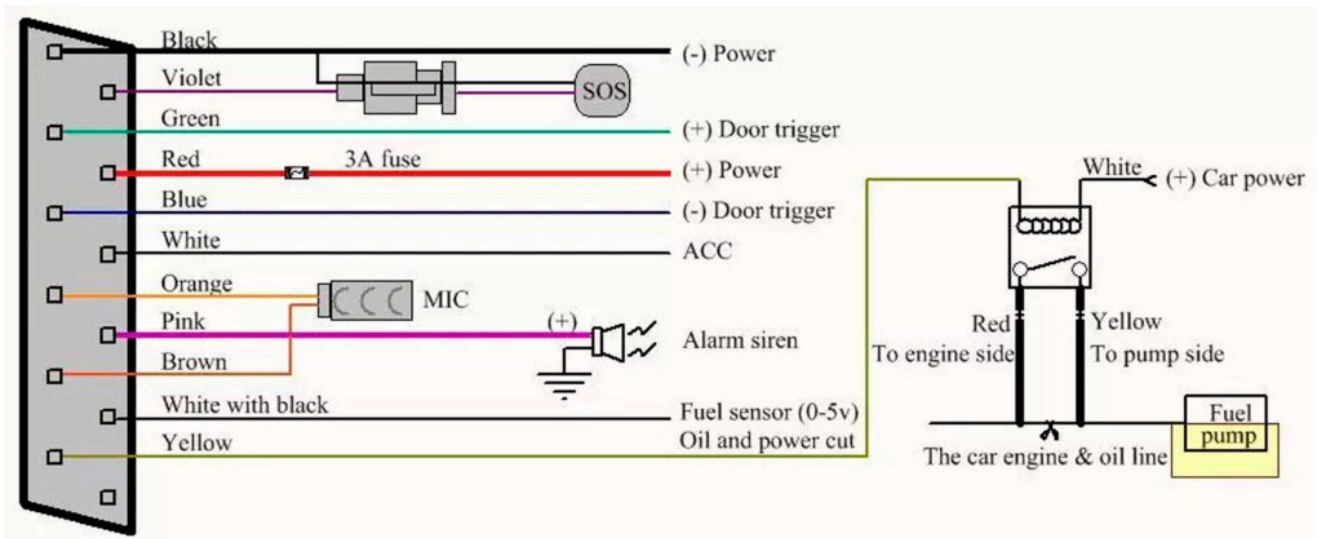 Black
(-) Power
Violet
SOS
Green
(+) Door trigger
Red
3A fuse
(+) Power
Blue
(-) Door trigger
White
ACC
Orange
MIC
Pink
(+)
Alarm siren
Brown
White with black
Fuel sensor (0-5v)
Yellow
Oil and power cut
White
(+) Car power
Red
To engine side
Yellow
To pump side
Fuel
pump
The car engine & oil line